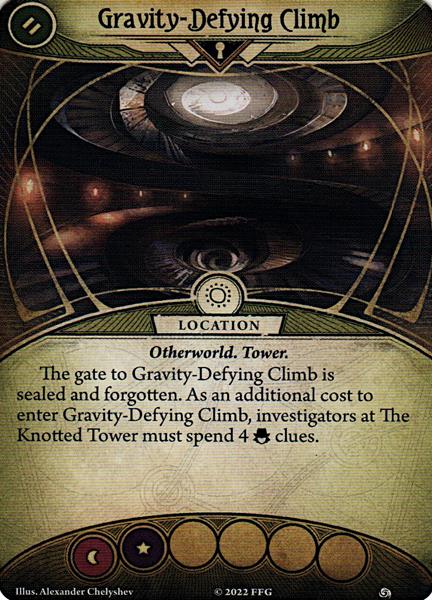 Gravity-Defying Climb
LOCATION
Otherworld. Tower.
The gate to Gravity-Defying Climb is
sealed and forgotten. As an additional cost to
enter Gravity-Defying Climb, investigators at The
Knotted Tower must spend 4 clues.
Illus. Alexander Chelyshev
© 2022 FFG